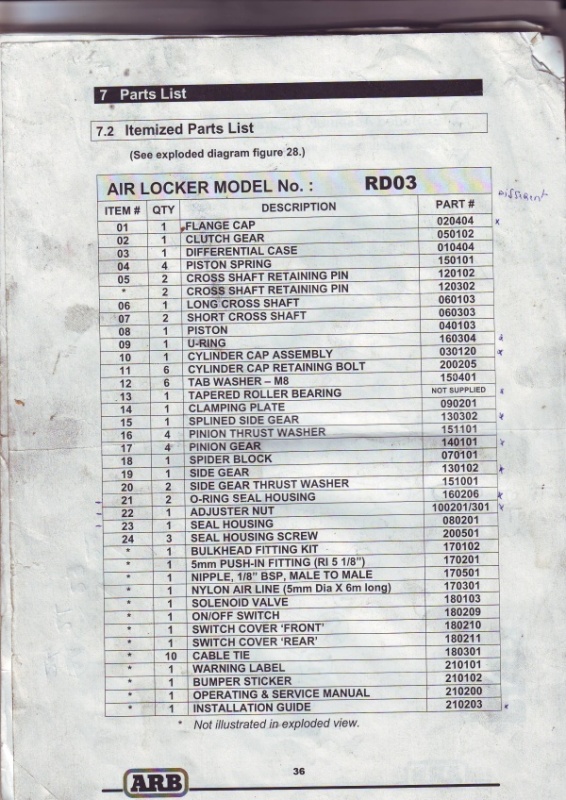 7 Parts List
7.2 Itemized Parts List
(See exploded diagram figure 28.)
AIR LOCKER MODEL No. : RD03
ITEM # QTY DESCRIPTION PART #
01 1 FLANGE CAP 020404 x
02 1 CLUTCH GEAR 050102
03 1 DIFFERENTIAL CASE 010404
04 4 PISTON SPRING 150101
05 2 CROSS SHAFT RETAINING PIN 120102
* 2 CROSS SHAFT RETAINING PIN 120302
06 1 LONG CROSS SHAFT 060103
07 2 SHORT CROSS SHAFT 060303
08 1 PISTON 040103
09 1 U-RING 160304 x
10 1 CYLINDER CAP ASSEMBLY 030120 x
11 6 CYLINDER CAP RETAINING BOLT 200205
12 6 TAB WASHER – M8 150401
13 1 TAPERED ROLLER BEARING NOT SUPPLIED x
14 1 CLAMPING PLATE 090201
15 1 SPLINED SIDE GEAR 130302 x
16 4 PINION THRUST WASHER 151101
17 4 PINION GEAR 140101 x
18 1 SPIDER BLOCK 070101
19 1 SIDE GEAR 130102 x
20 2 SIDE GEAR THRUST WASHER 151001
21 2 O-RING SEAL HOUSING 160206 x
22 1 ADJUSTER NUT 100201/301 x
23 1 SEAL HOUSING 080201
24 3 SEAL HOUSING SCREW 200501
* 1 BULKHEAD FITTING KIT 170102
* 1 5mm PUSH-IN FITTING (RI 5 1/8") 170201
* 1 NIPPLE, 1/8" BSP, MALE TO MALE 170501
* 1 NYLON AIR LINE (5mm Dia X 6m long) 170301
* 1 SOLENOID VALVE 180103
* 1 ON/OFF SWITCH 180209
* 1 SWITCH COVER 'FRONT' 180210
* 1 SWITCH COVER 'REAR' 180211
* 10 CABLE TIE 180301
* 1 WARNING LABEL 210101
* 1 BUMPER STICKER 210102
* 1 OPERATING & SERVICE MANUAL 210200
* 1 INSTALLATION GUIDE 210203 x
* Not illustrated in exploded view.
36
ARB